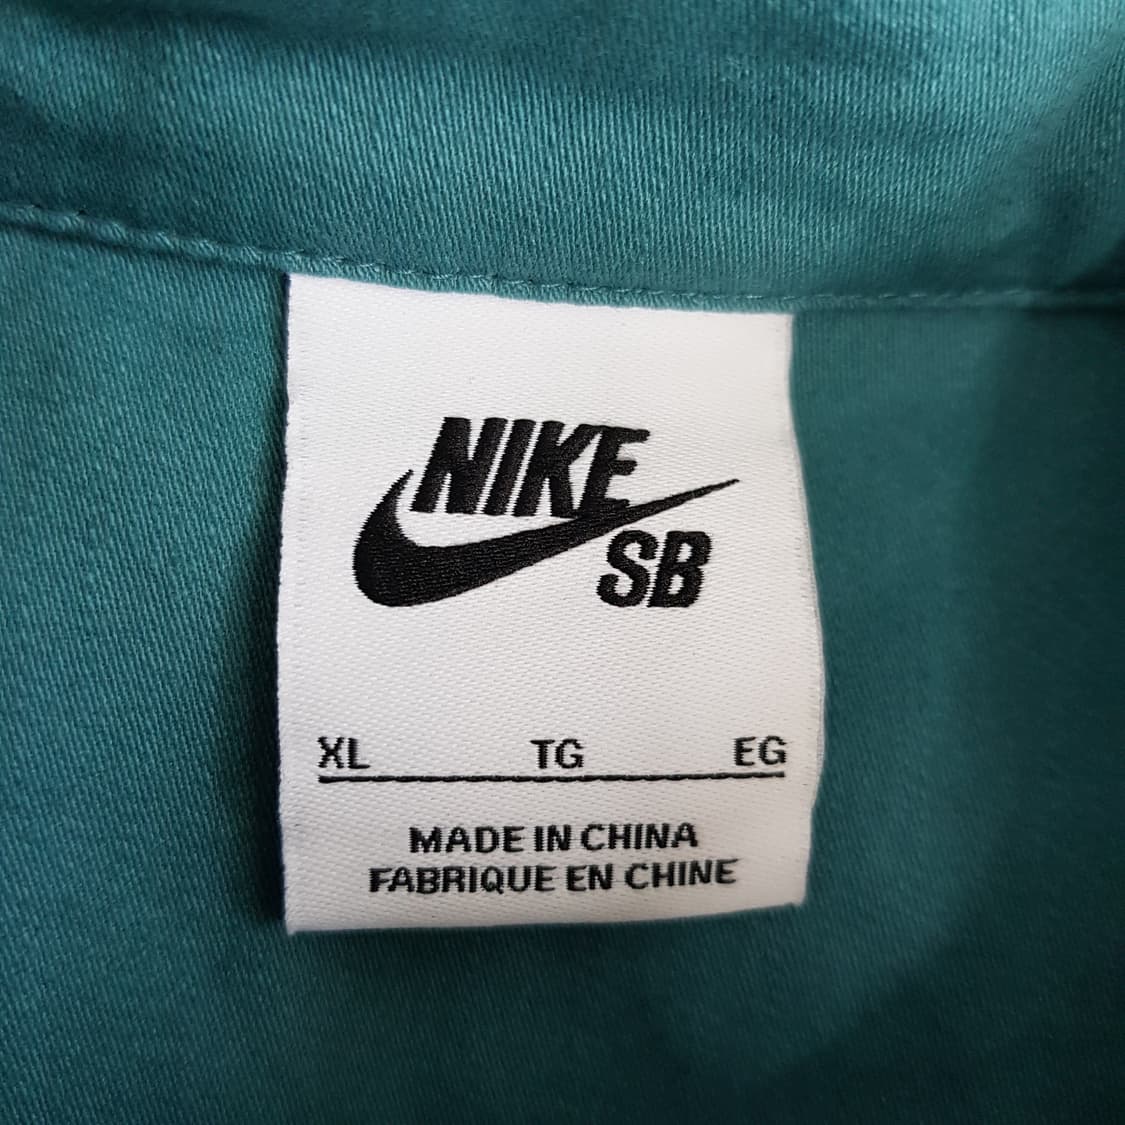 NIKE
SB
XL TG EG
MADE IN CHINA
FABRIQUE EN CHINE